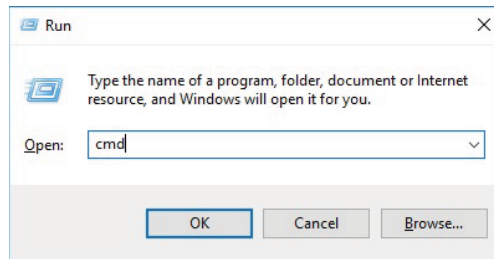 Run
Type the name of a program, folder, document or Internet
resource, and Windows will open it for you.
Open: cmd
OK Cancel Browse...